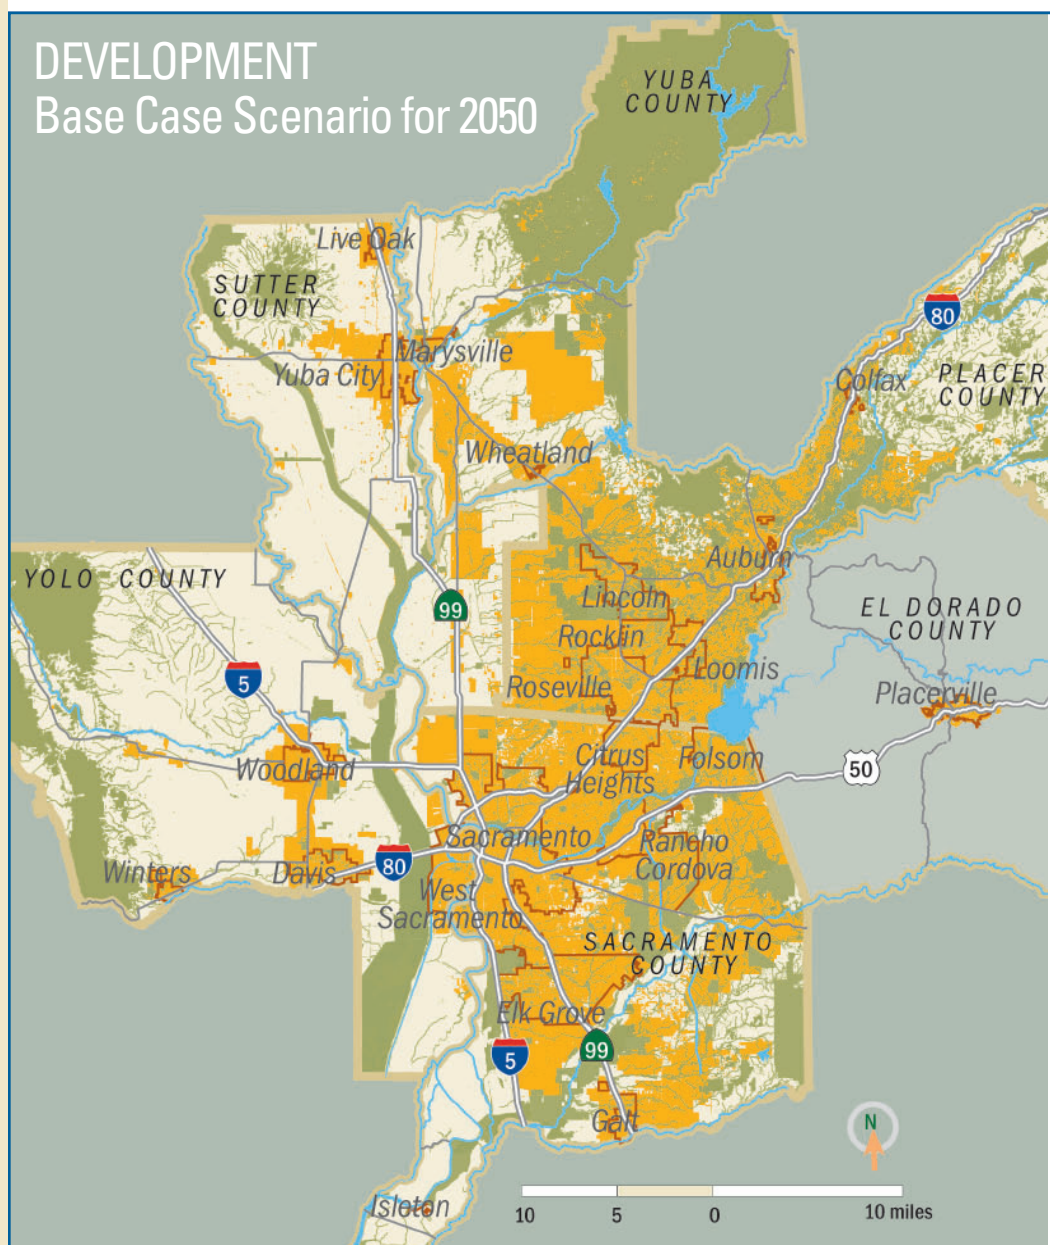 DEVELOPMENT
Base Case Scenario for 2050
YUBA
COUNTY
Live Oak
SUTTER
COUNTY
80
Marysville
Yuba City
Colfax
PLACER
COUNTY
Wheatland
Auburn
YOLO COUNTY
99
Lincoln
EL DORADO
COUNTY
Rocklin
5
Roseville
Loomis
Placerville
Woodland
Citrus
Heights
Folsom
50
Sacramento
Rancho
Cordova
Winters
Davis
80
West
Sacramento
SACRAMENTO
COUNTY
Elk Grove
5
99
Galt
N
Isleton
10 5 0 10 miles